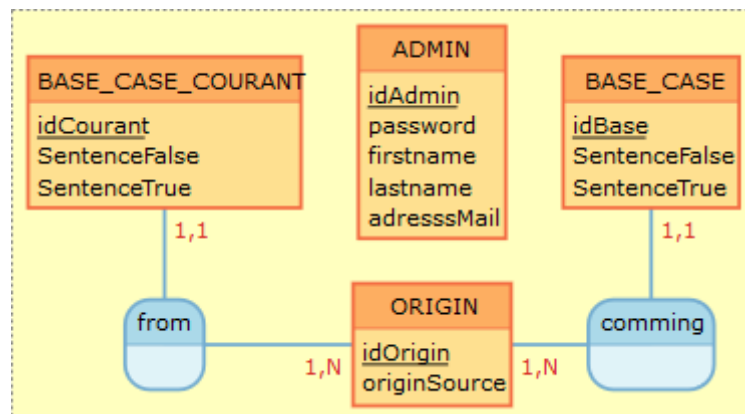 BASE_CASE_COURANT
idCourant
SentenceFalse
SentenceTrue
1,1
ADMIN
idAdmin
password
firstname
lastname
adresssMail
BASE_CASE
idBase
SentenceFalse
SentenceTrue
1,1
from
1,N
ORIGIN
idOrigin
originSource
1,N
comming